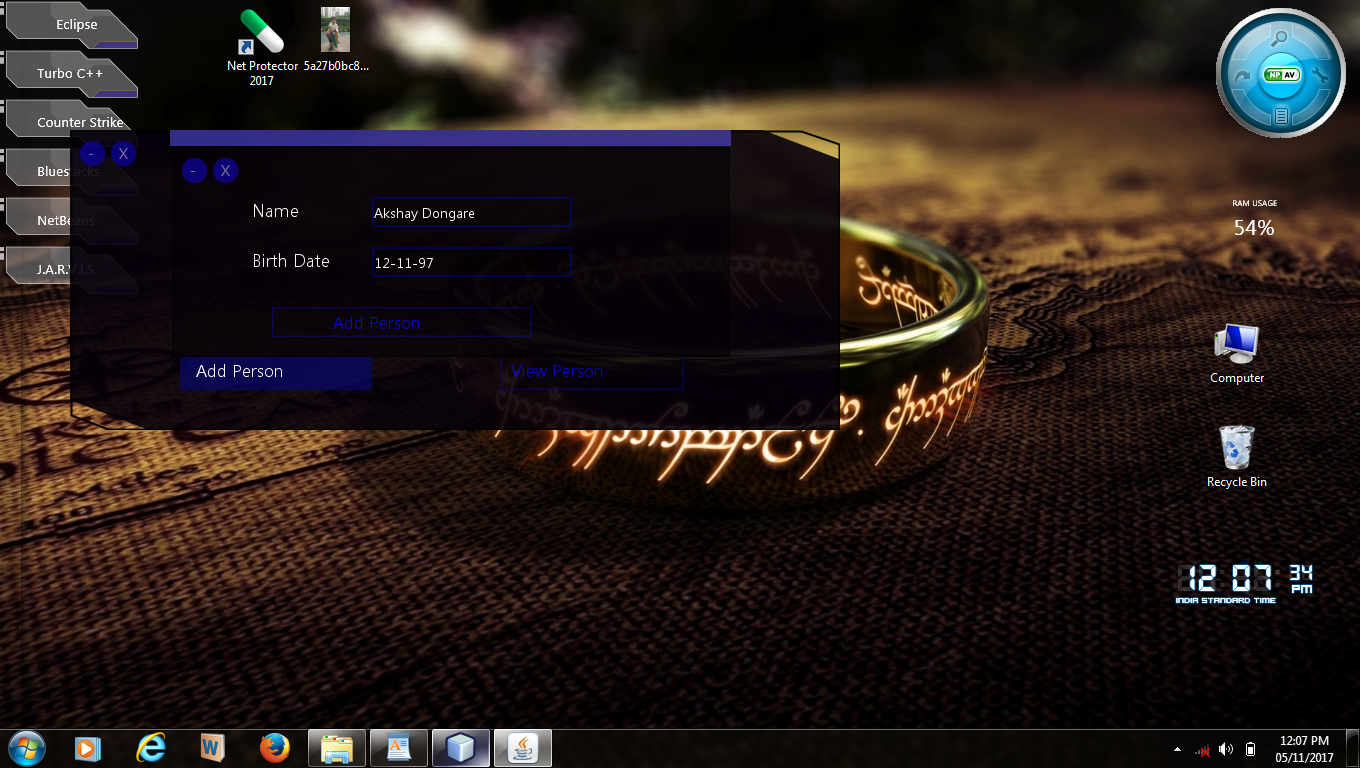 Eclipse
Turbo C++
Counter Strike
Bluestacks
NetBeans
J.A.R.V.I.S.
Net Protector
2017
5a27b0bc8...
- X
- X
Name
Akshay Dongare
Birth Date
12-11-97
Add Person
Add Person
View Person
NP AV
RAM USAGE
54%
Computer
Recycle Bin
12 07 34
PM
INDIA STANDARD TIME
12:07 PM
05/11/2017